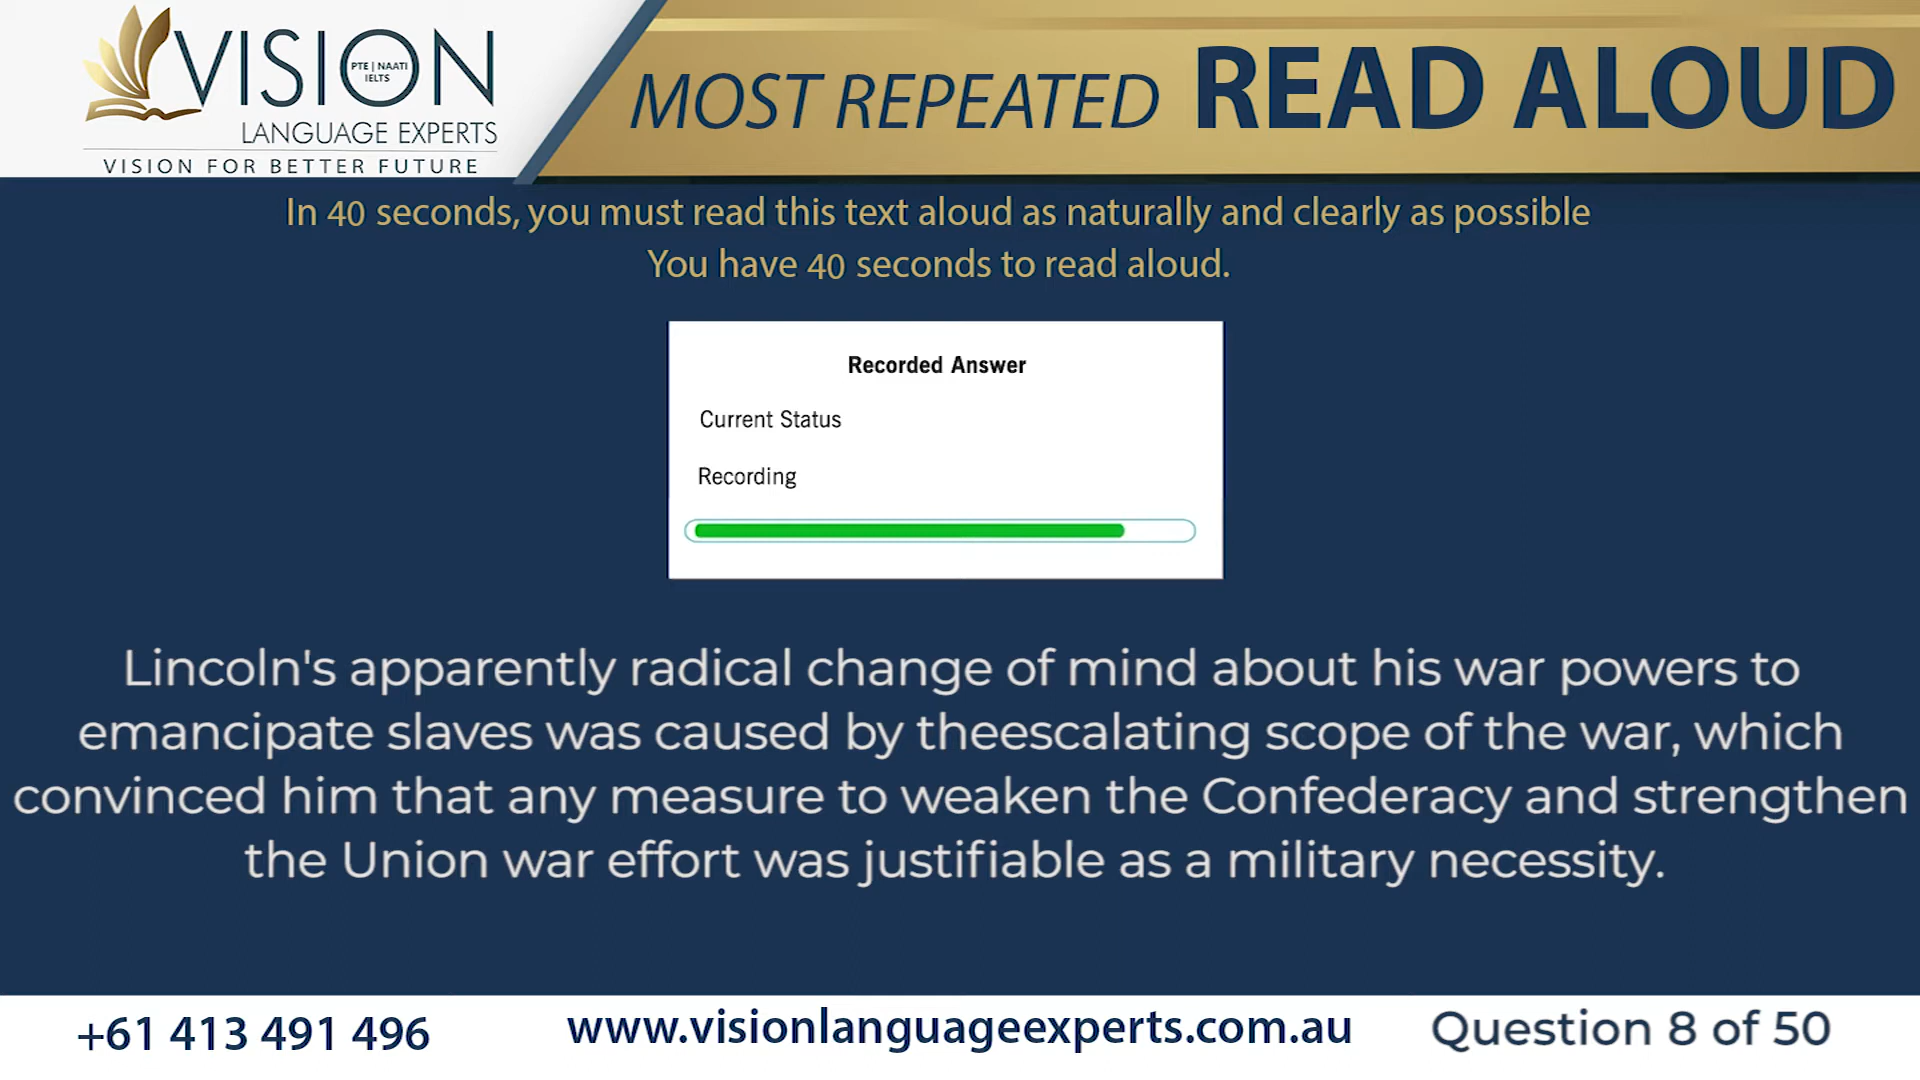 VISION
PTE | NAATI
IELTS
LANGUAGE EXPERTS
VISION FOR BETTER FUTURE
MOST REPEATED READ ALOUD
In 40 seconds, you must read this text aloud as naturally and clearly as possible
You have 40 seconds to read aloud.
Recorded Answer
Current Status
Recording
Lincoln's apparently radical change of mind about his war powers to
emancipate slaves was caused by theescalating scope of the war, which
convinced him that any measure to weaken the Confederacy and strengthen
the Union war effort was justifiable as a military necessity.
+61 413 491 496
www.visionlanguageexperts.com.au
Question 8 of 50